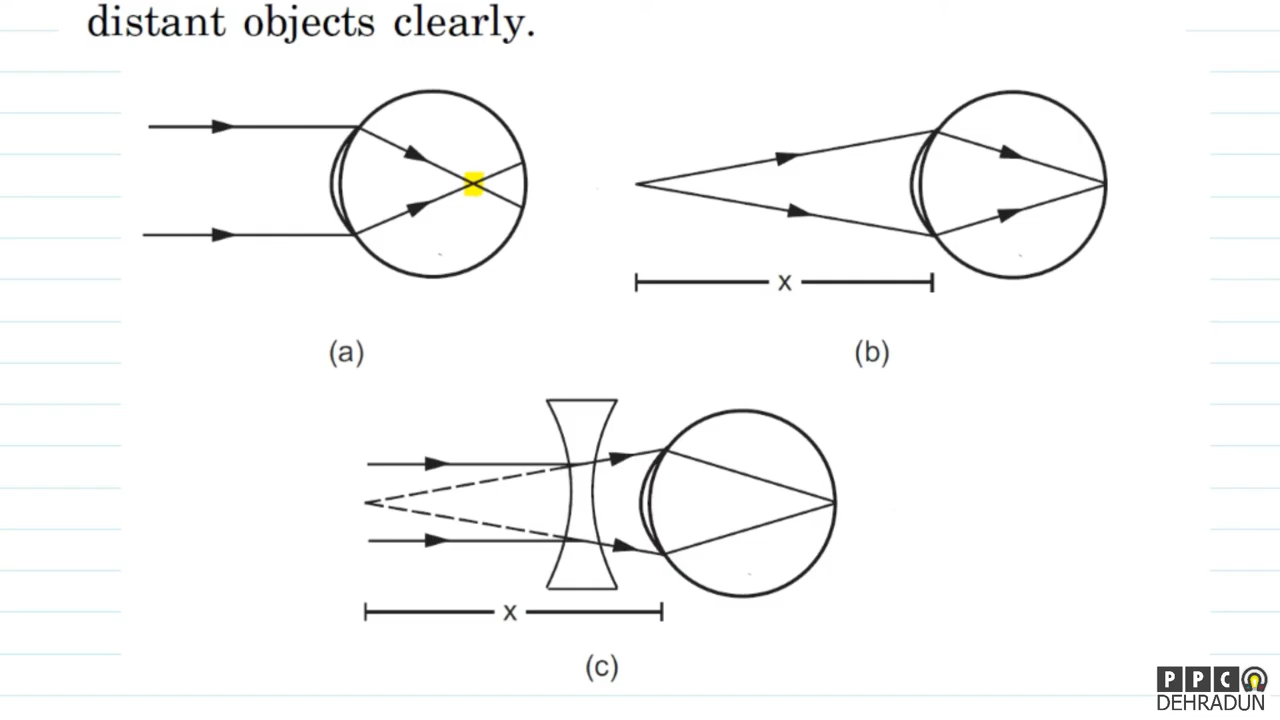 distant objects clearly.
x
(a)
(b)
x
(c)
PPC
DEHRADUN